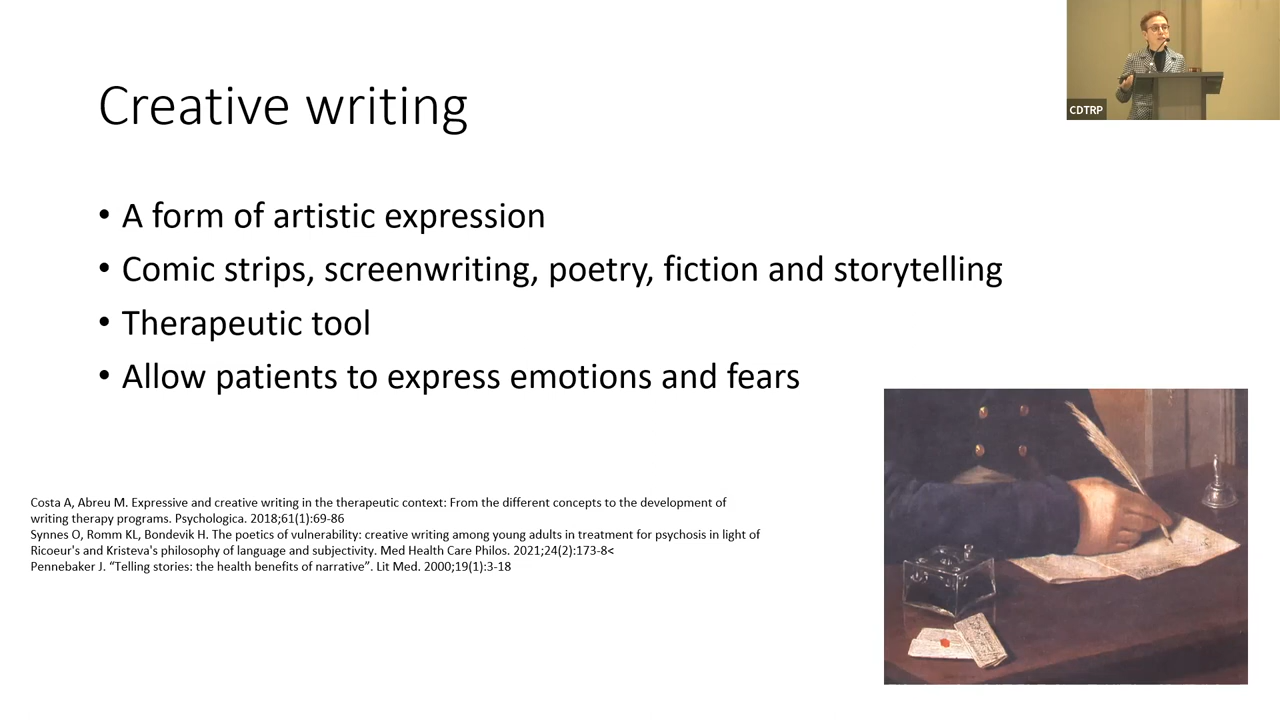 Creative writing
CDTRP
• A form of artistic expression
• Comic strips, screenwriting, poetry, fiction and storytelling
• Therapeutic tool
• Allow patients to express emotions and fears
Costa A, Abreu M. Expressive and creative writing in the therapeutic context: From the different concepts to the development of
writing therapy programs. Psychologica. 2018;61(1):69-86
Synnes O, Romm KL, Bondevik H. The poetics of vulnerability: creative writing among young adults in treatment for psychosis in light of
Ricoeur's and Kristeva's philosophy of language and subjectivity. Med Health Care Philos. 2021;24(2):173-8<
Pennebaker J. “Telling stories: the health benefits of narrative”. Lit Med. 2000;19(1):3-18